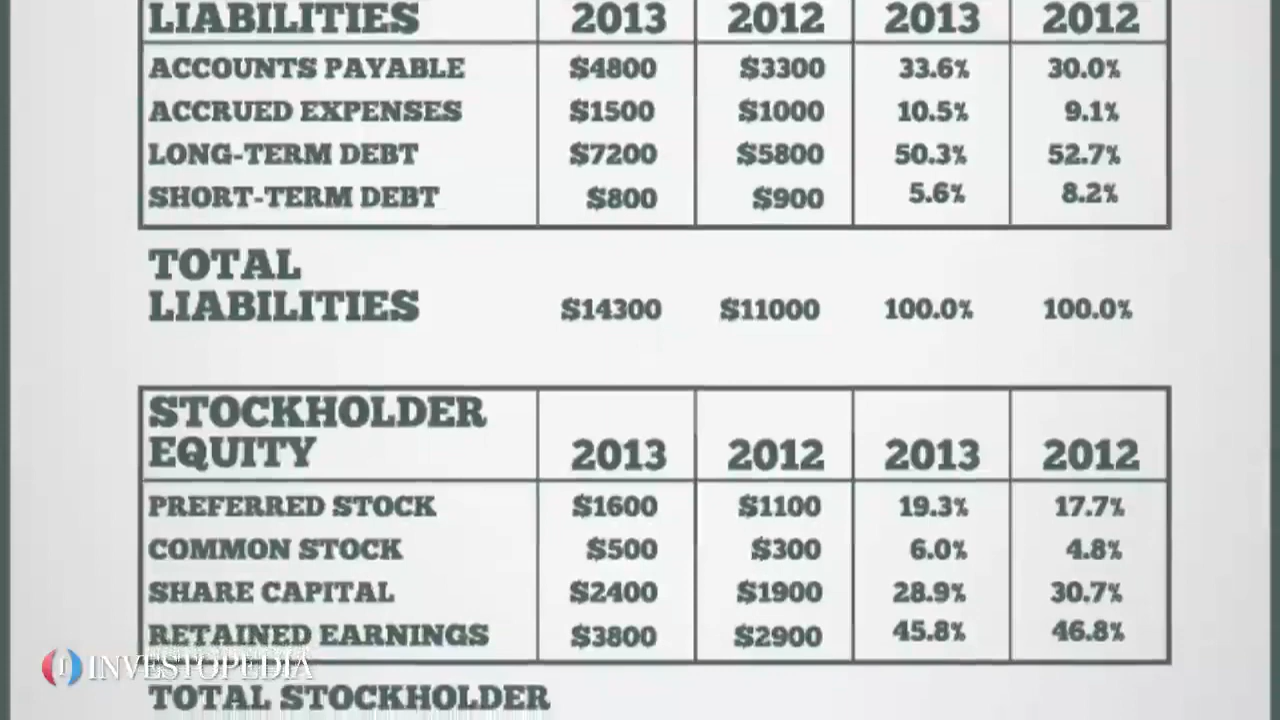 LIABILITIES 2013 2012 2013 2012
ACCOUNTS PAYABLE $4800 $3300 33.6% 30.0%
ACCRUED EXPENSES $1500 $1000 10.5% 9.1%
LONG-TERM DEBT $7200 $5800 50.3% 52.7%
SHORT-TERM DEBT $800 $900 5.6% 8.2%
TOTAL
LIABILITIES $14300 $11000 100.0% 100.0%
STOCKHOLDER
EQUITY 2013 2012 2013 2012
PREFERRED STOCK $1600 $1100 19.3% 17.7%
COMMON STOCK $500 $300 6.0% 4.8%
SHARE CAPITAL $2400 $1900 28.9% 30.7%
RETAINED EARNINGS $3800 $2900 45.8% 46.8%
INVESTOPEDIA
TOTAL STOCKHOLDER